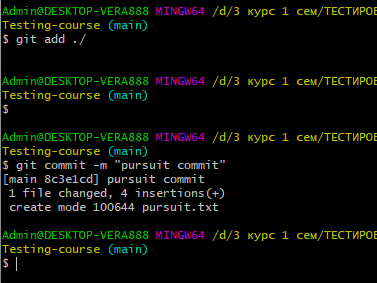 Admin@DESKTOP-VERA888 MINGW64 /d/3 курс 1 сем/ТЕСТИРОВ
Testing-course (main)
$ git add ./
Admin@DESKTOP-VERA888 MINGW64 /d/3 курс 1 сем/ТЕСТИРОВ
Testing-course (main)
$
Admin@DESKTOP-VERA888 MINGW64 /d/3 курс 1 сем/ТЕСТИРОВ
Testing-course (main)
$ git commit -m "pursuit commit"
[main 8c3e1cd] pursuit commit
 1 file changed, 4 insertions(+)
 create mode 100644 pursuit.txt
Admin@DESKTOP-VERA888 MINGW64 /d/3 курс 1 сем/ТЕСТИРОВ
Testing-course (main)
$